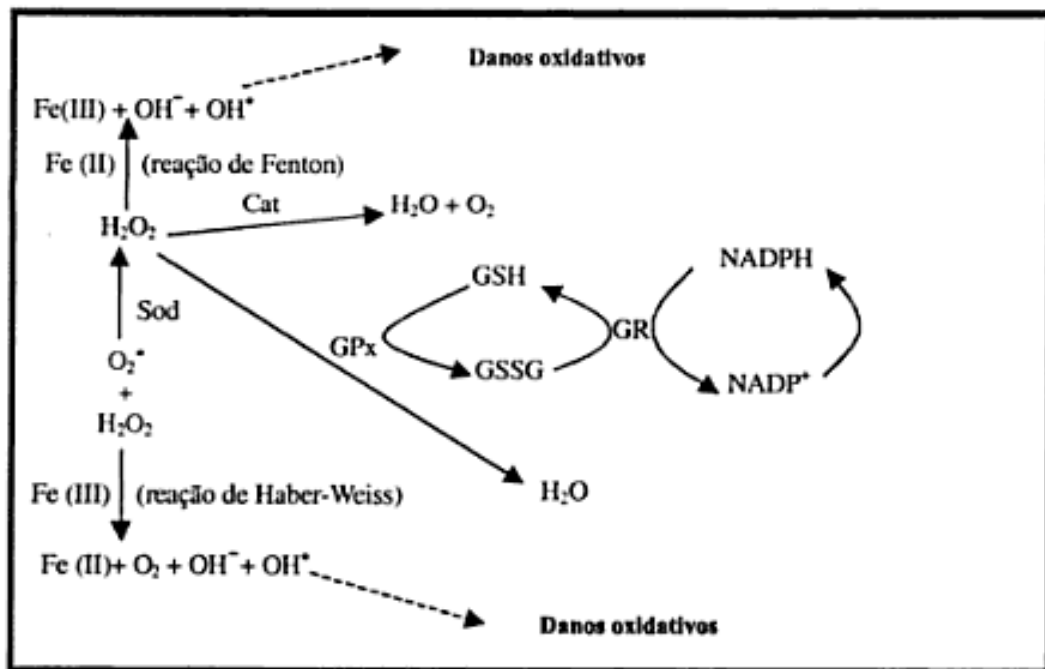 Danos oxidativos
Fe(III) + OH⁻ + OH•
Fe (II) (reação de Fenton)
Cat
H₂O + O₂
H₂O₂
NADPH
GSH
Sod
GPx
GR
O₂•
GSSG
NADP⁺
+
H₂O₂
Fe (III) (reação de Haber-Weiss)
H₂O
Fe (II)+ O₂ + OH⁻ + OH•
Danos oxidativos